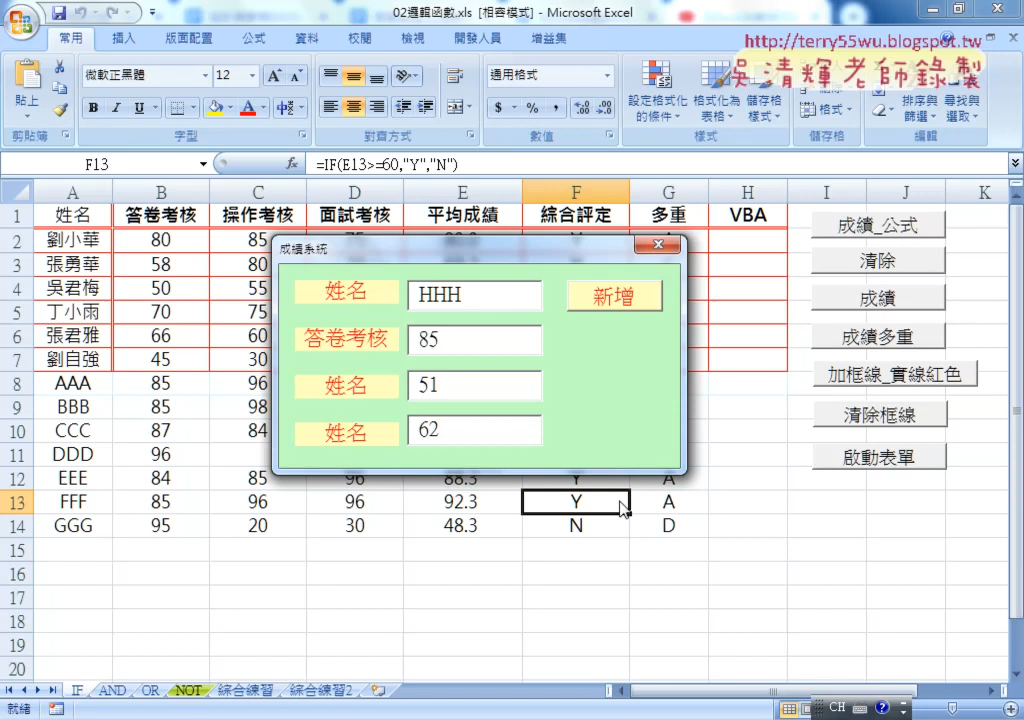 02邏輯函數.xls [相容模式] - Microsoft Excel
常用 插入 版面配置 公式 資料 校閱 檢視 開發人員 增益集
http://terry55wu.blogspot.tw
吳清輝老師錄製
貼上 微軟正黑體 12 通用格式 設定格式化的條件 格式化為表格 儲存格樣式 格式 排序與篩選 尋找與選取
剪貼簿 字型 對齊方式 數值 樣式 儲存格 編輯
F13 fx =IF(E13>=60,"Y","N")
A B C D E F G H I J K
1 姓名 答卷考核 操作考核 面試考核 平均成績 綜合評定 多重 VBA
2 劉小華 80 85
3 張勇華 58 80
4 吳君梅 50 55
5 丁小雨 70 75
6 張君雅 66 60
7 劉自強 45 30
8 AAA 85 96
9 BBB 85 98
10 CCC 87 84
11 DDD 96
12 EEE 84 85 96 88.3 Y A
13 FFF 85 96 96 92.3 Y A
14 GGG 95 20 30 48.3 N D
15
16
17
18
19
20
成績系統
姓名 HHH 新增
答卷考核 85
姓名 51
姓名 62
成績_公式
清除
成績
成績多重
加框線_實線紅色
清除框線
啟動表單
IF AND OR NOT 綜合練習 綜合練習2
就緒 CH